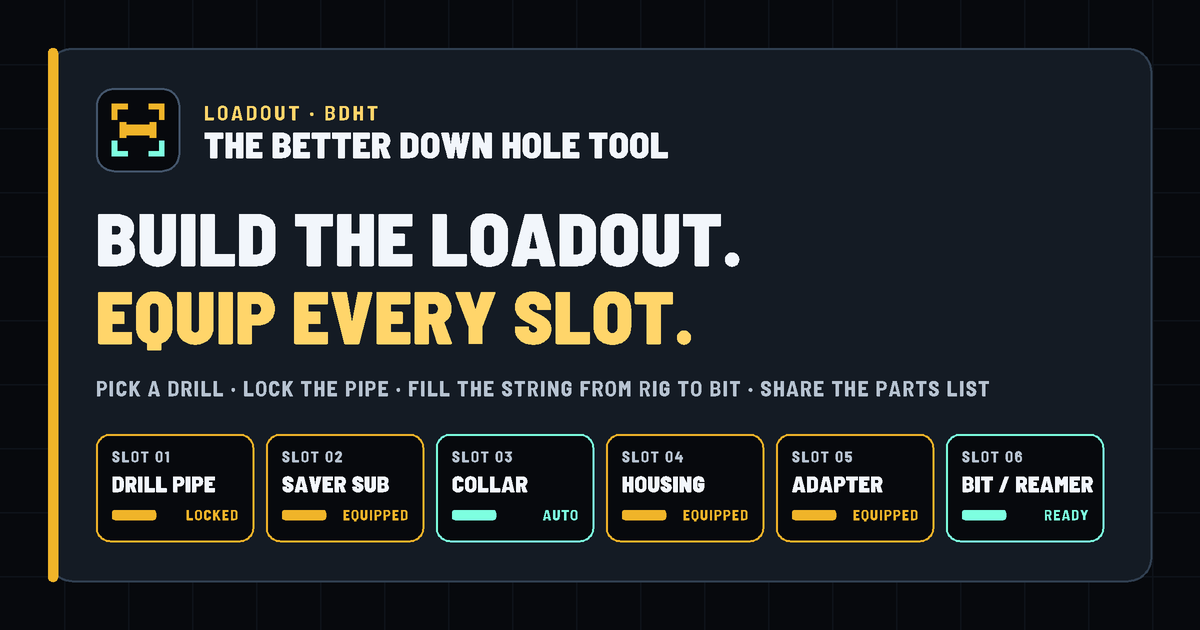 LOADOUT · BDHT
THE BETTER DOWN HOLE TOOL
BUILD THE LOADOUT.
EQUIP EVERY SLOT.
PICK A DRILL · LOCK THE PIPE · FILL THE STRING FROM RIG TO BIT · SHARE THE PARTS LIST
SLOT 01
DRILL PIPE
LOCKED
SLOT 02
SAVER SUB
EQUIPPED
SLOT 03
COLLAR
AUTO
SLOT 04
HOUSING
EQUIPPED
SLOT 05
ADAPTER
EQUIPPED
SLOT 06
BIT / REAMER
READY